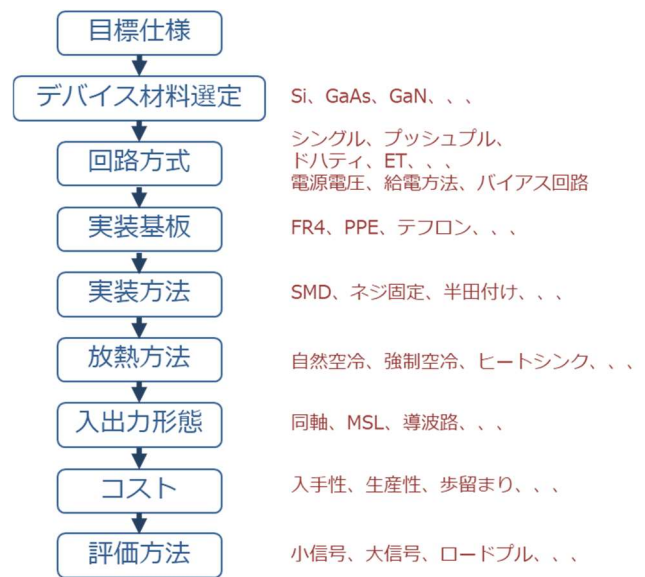 目標仕様
デバイス材料選定
Si、GaAs、GaN、、、
回路方式
シングル、プッシュプル、
ドハティ、ET、、、
電源電圧、給電方法、バイアス回路
実装基板
FR4、PPE、テフロン、、、
実装方法
SMD、ネジ固定、半田付け、、、
放熱方法
自然空冷、強制空冷、ヒートシンク、、、
入出力形態
同軸、MSL、導波路、、、
コスト
入手性、生産性、歩留まり、、、
評価方法
小信号、大信号、ロードプル、、、